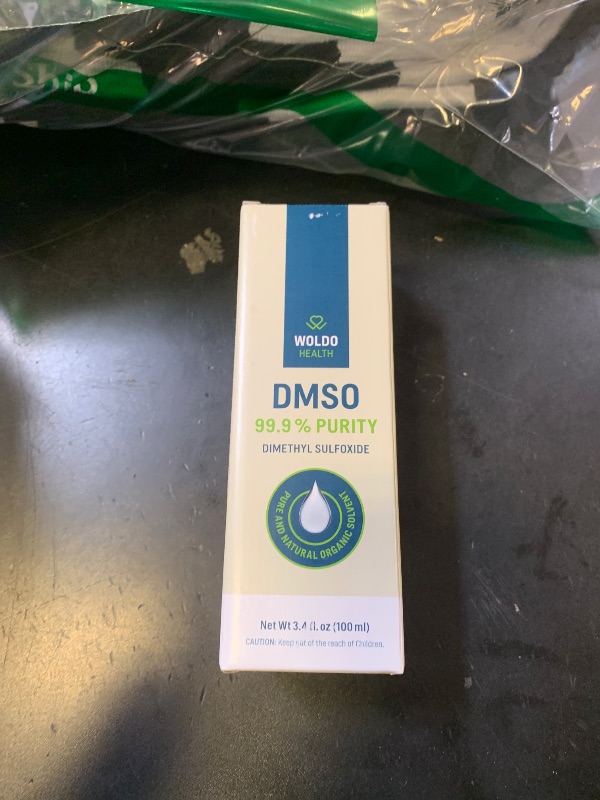 Ship
WOLDO
HEALTH
DMSO
99.9% PURITY
DIMETHYL SULFOXIDE
PURE AND NATURAL ORGANIC SOLVENT
Net Wt 3.4 fl. oz (100 ml)
CAUTION: Keep out of the reach of Children.